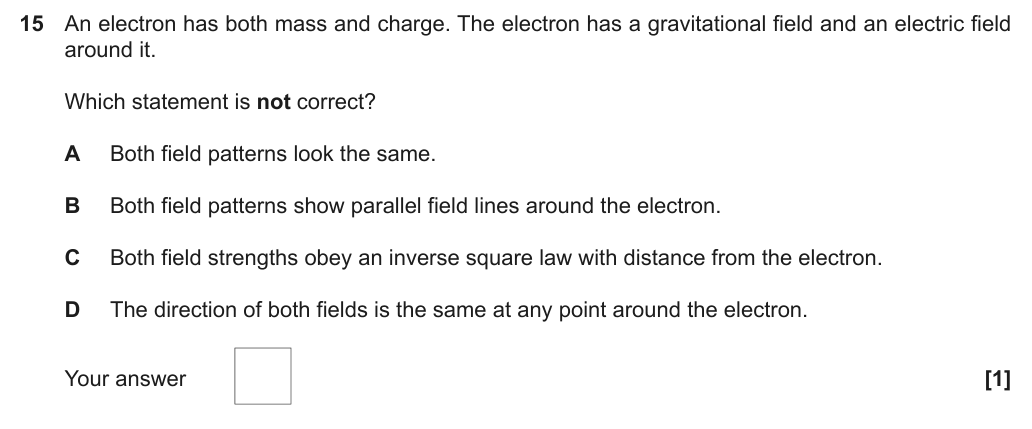 15 An electron has both mass and charge. The electron has a gravitational field and an electric field
around it.
Which statement is not correct?
A Both field patterns look the same.
B Both field patterns show parallel field lines around the electron.
C Both field strengths obey an inverse square law with distance from the electron.
D The direction of both fields is the same at any point around the electron.
Your answer [1]